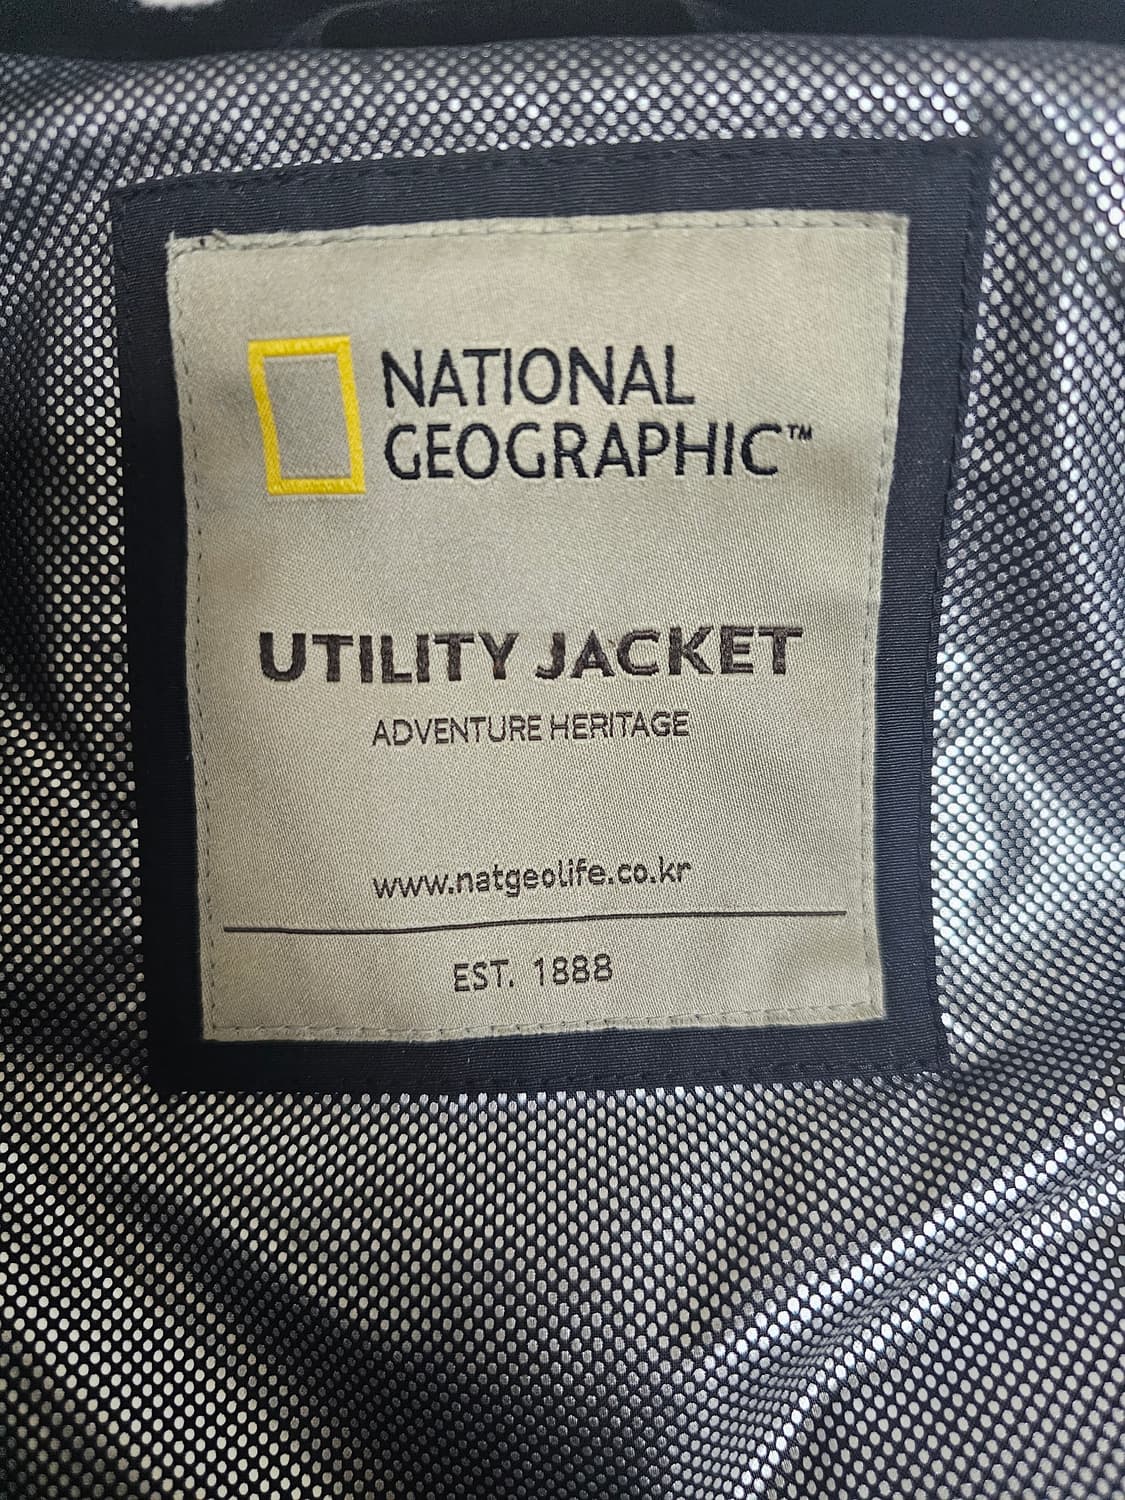 NATIONAL
GEOGRAPHIC™
UTILITY JACKET
ADVENTURE HERITAGE
www.natgeolife.co.kr
EST. 1888